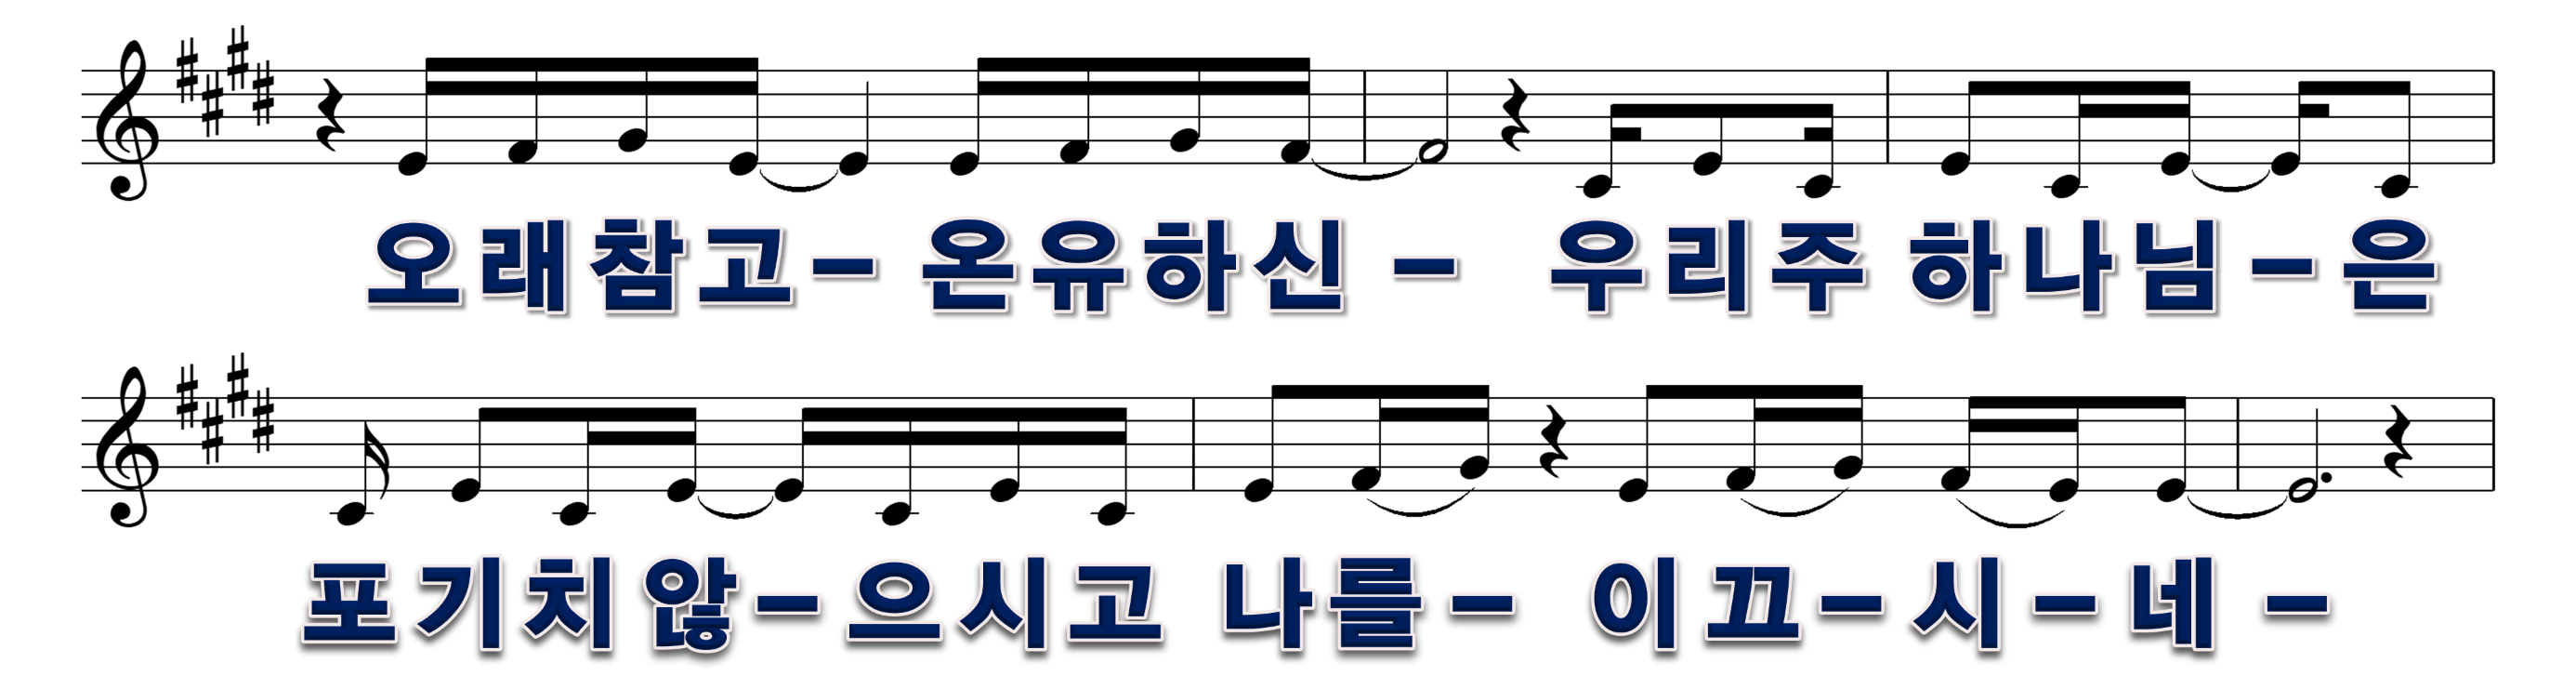 오래참고- 온유하신 - 우리주 하나님-은
포기치않-으시고 나를- 이끄-시-네 -